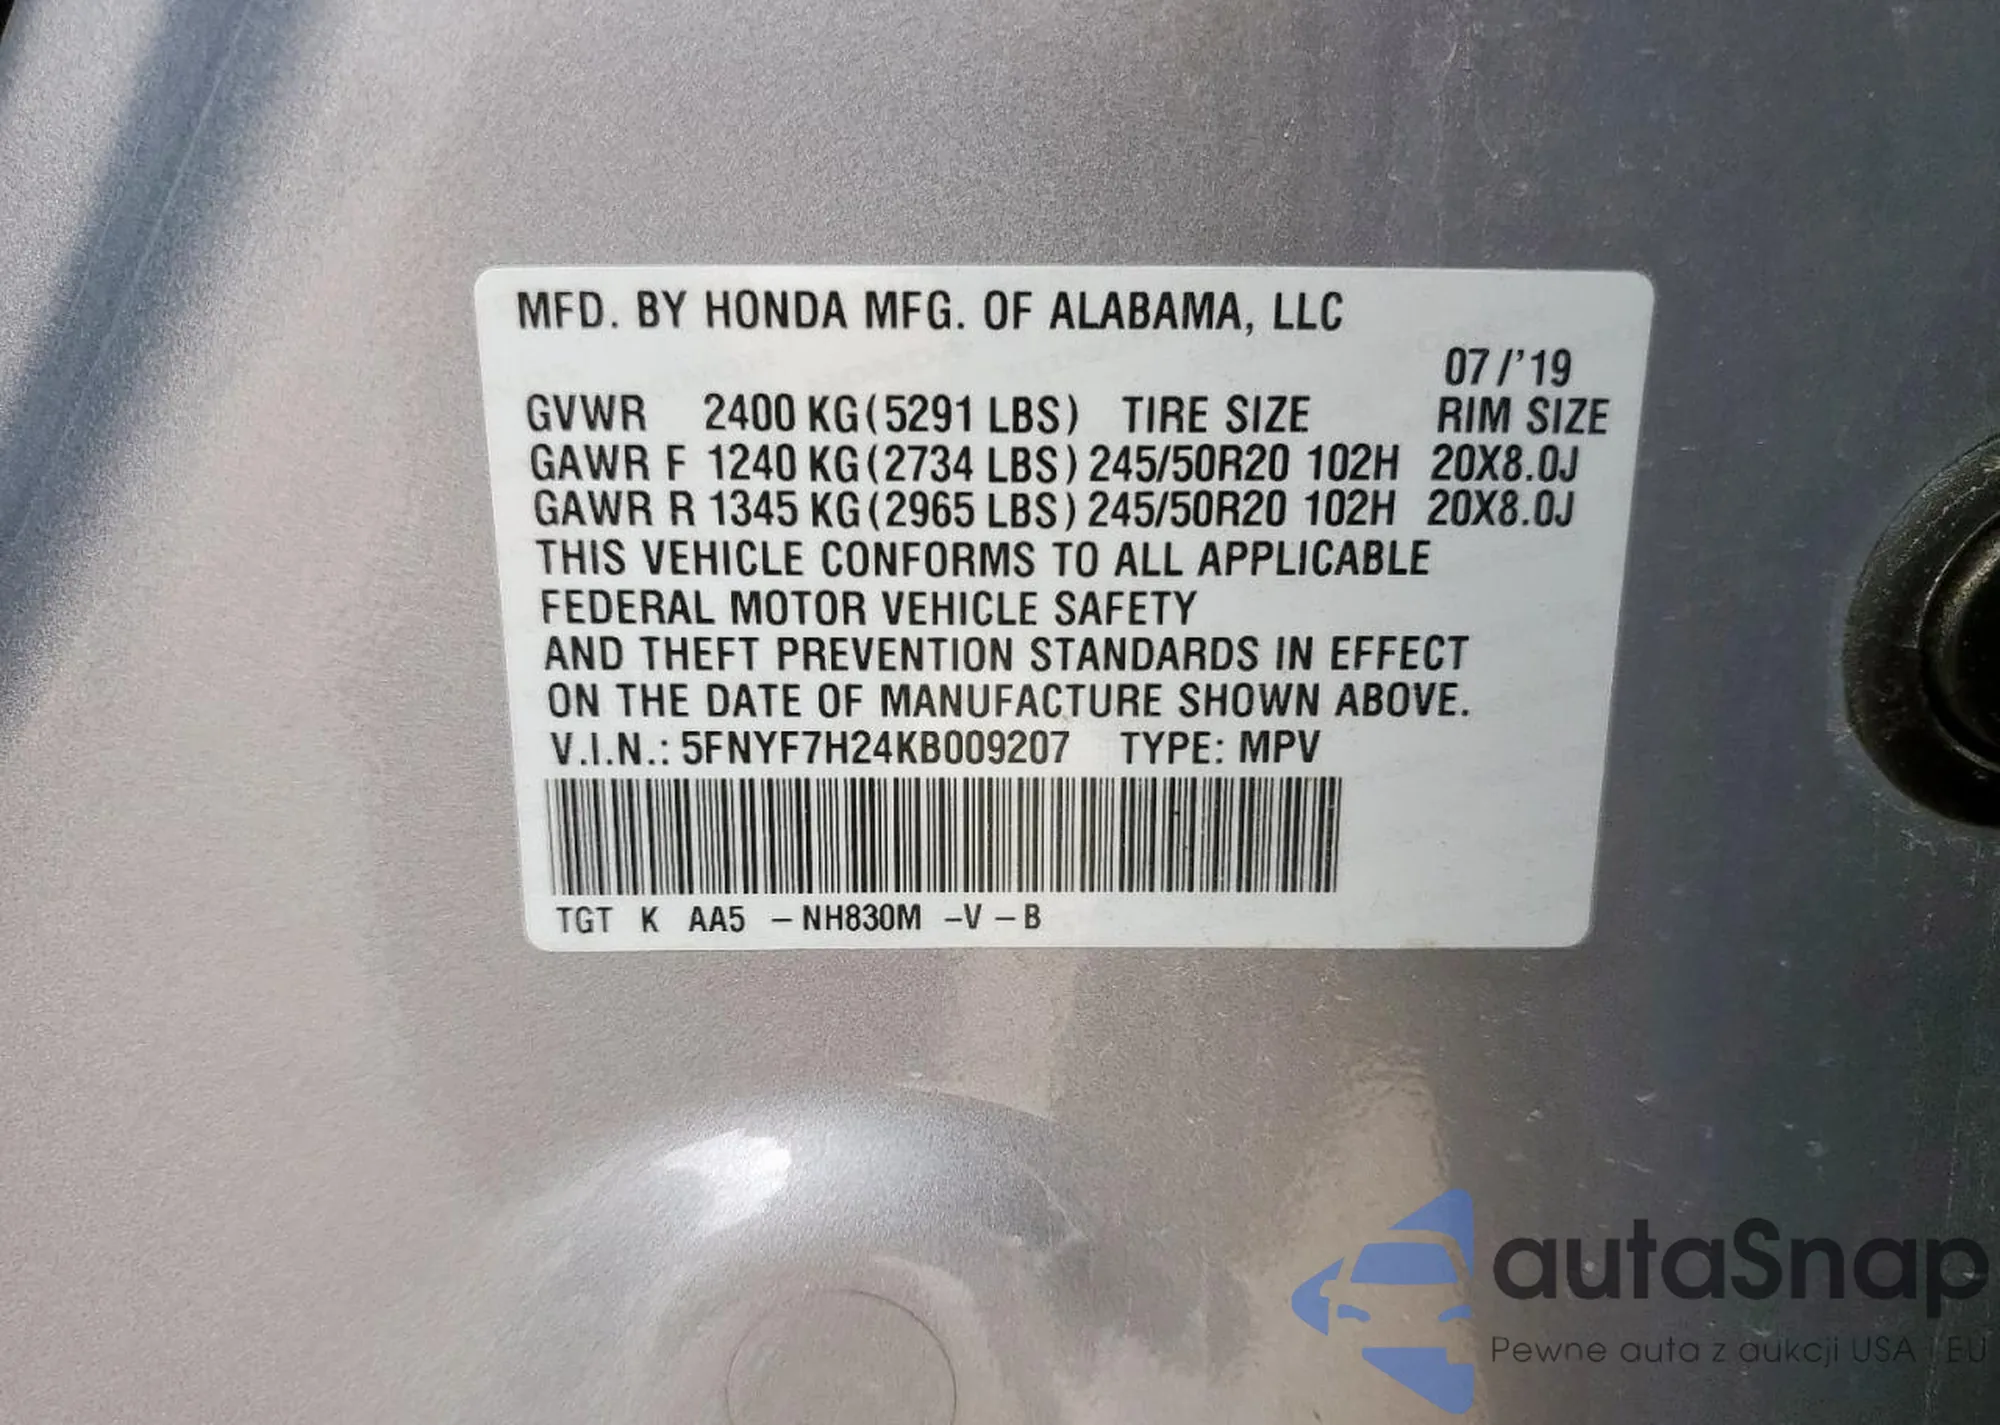 MFD. BY HONDA MFG. OF ALABAMA, LLC
07/'19
GVWR 2400 KG(5291 LBS) TIRE SIZE RIM SIZE
GAWR F 1240 KG(2734 LBS) 245/50R20 102H 20X8.0J
GAWR R 1345 KG(2965 LBS) 245/50R20 102H 20X8.0J
THIS VEHICLE CONFORMS TO ALL APPLICABLE
FEDERAL MOTOR VEHICLE SAFETY
AND THEFT PREVENTION STANDARDS IN EFFECT
ON THE DATE OF MANUFACTURE SHOWN ABOVE.
V.I.N.: 5FNYF7H24KB009207 TYPE: MPV
TGT K AA5 -NH830M -V-B
autaSnap
Pewne auta z aukcji USA i EU